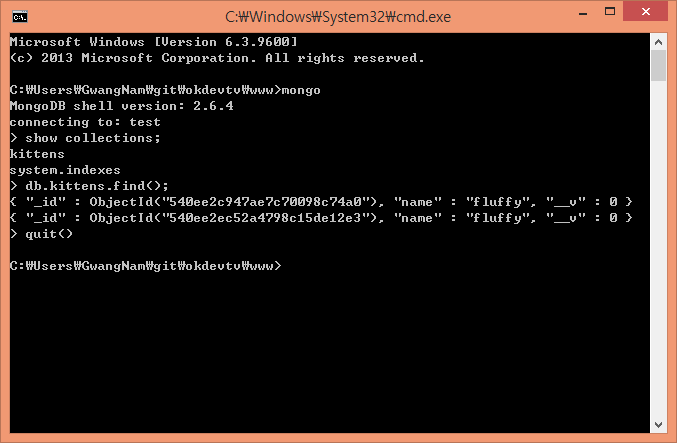 C:₩Windows₩System32₩cmd.exe
Microsoft Windows [Version 6.3.9600]
(c) 2013 Microsoft Corporation. All rights reserved.
C:₩Users₩GwangNam₩git₩okdevtv₩www>mongo
MongoDB shell version: 2.6.4
connecting to: test
> show collections;
kittens
system.indexes
> db.kittens.find();
{ "_id" : ObjectId("540ee2c947ae7c70098c74a0"), "name" : "fluffy", "__v" : 0 }
{ "_id" : ObjectId("540ee2ec52a4798c15de12e3"), "name" : "fluffy", "__v" : 0 }
> quit()
C:₩Users₩GwangNam₩git₩okdevtv₩www>